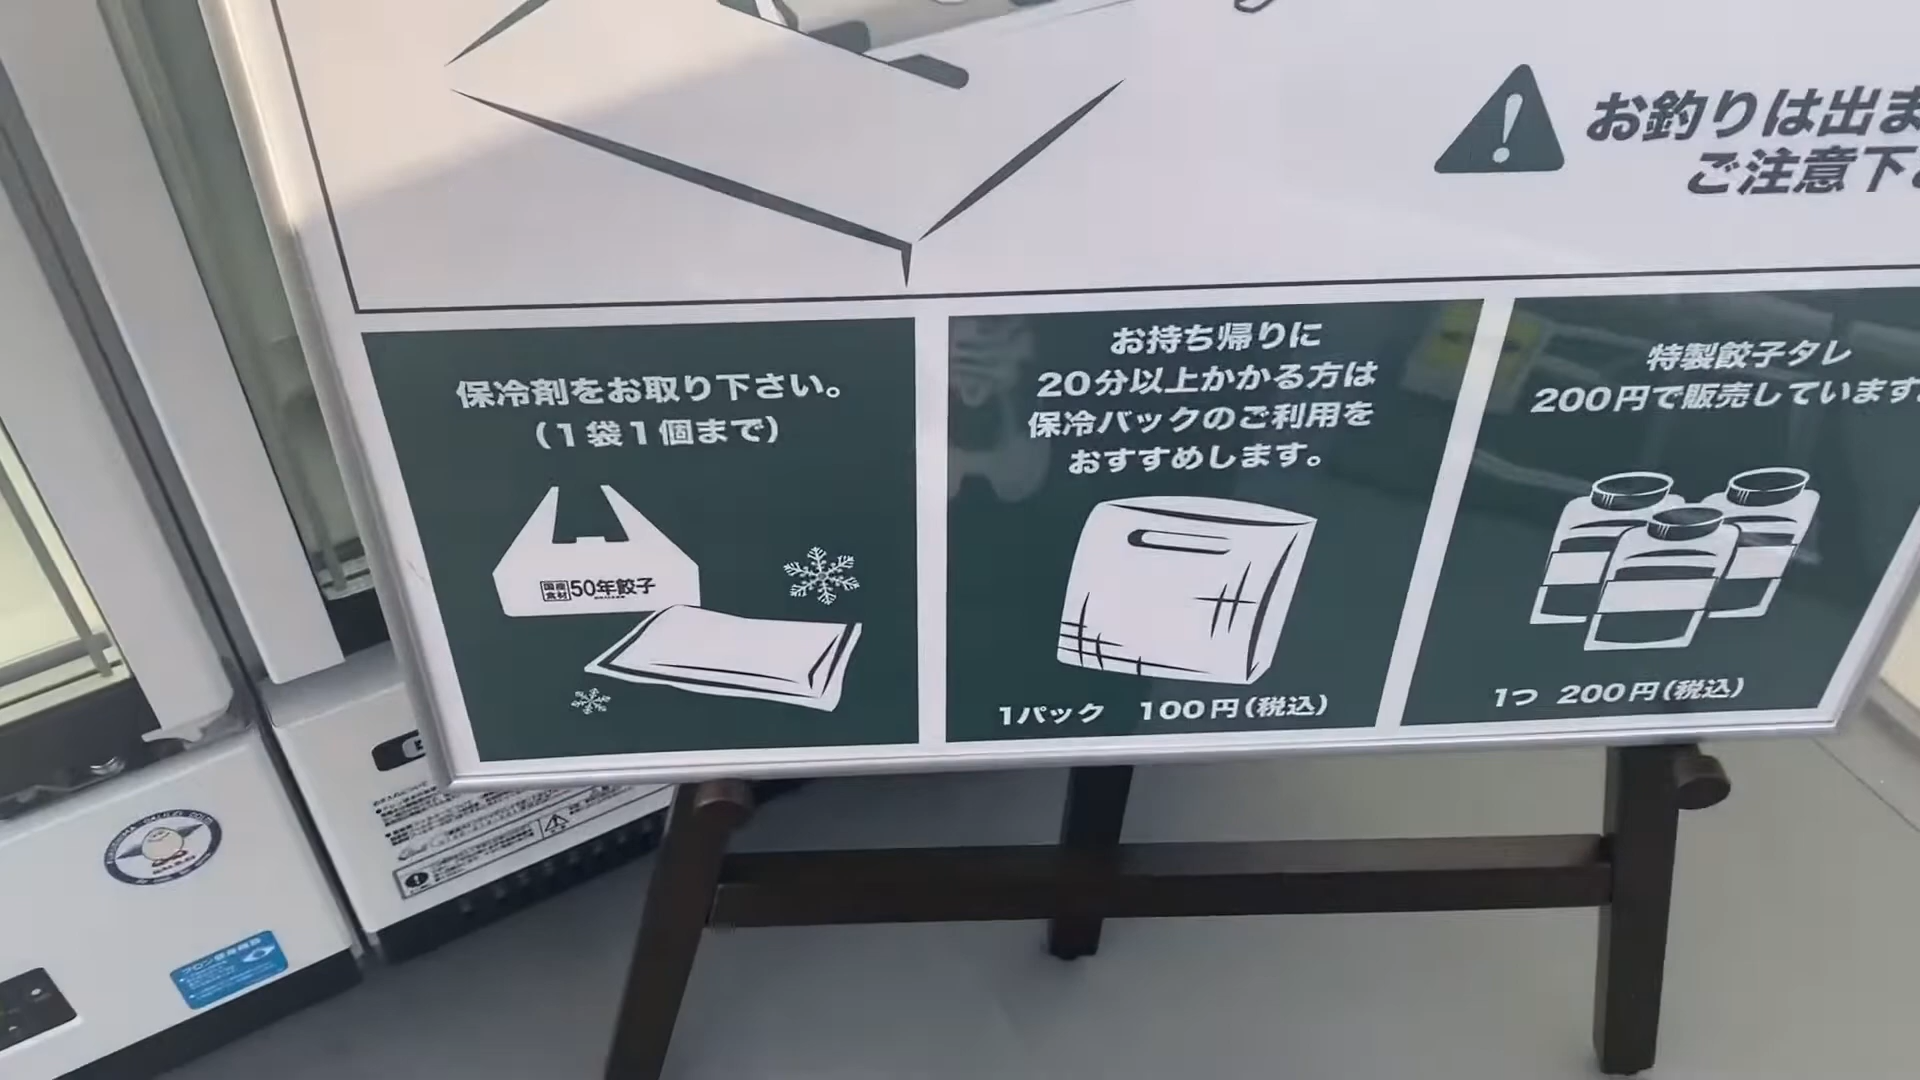 お釣りは出ま
ご注意下
保冷剤をお取り下さい。
（1袋1個まで）
国産
食材
50年餃子
お持ち帰りに
20分以上かかる方は
保冷バックのご利用を
おすすめします。
1パック 100円（税込）
特製餃子タレ
200円で販売しています
1つ 200円（税込）